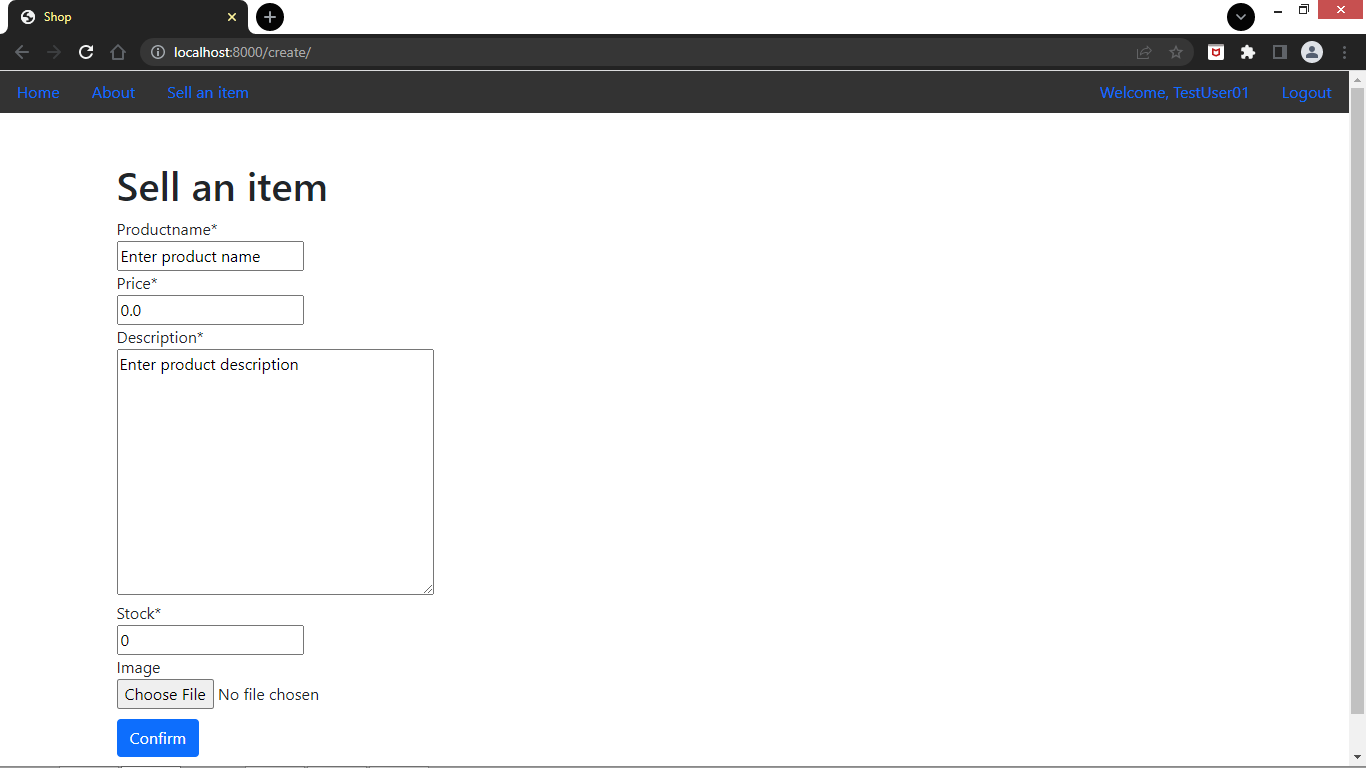 Shop
localhost:8000/create/
Home About Sell an item Welcome, TestUser01 Logout
Sell an item
Productname*
Enter product name
Price*
0.0
Description*
Enter product description
Stock*
0
Image
Choose File No file chosen
Confirm